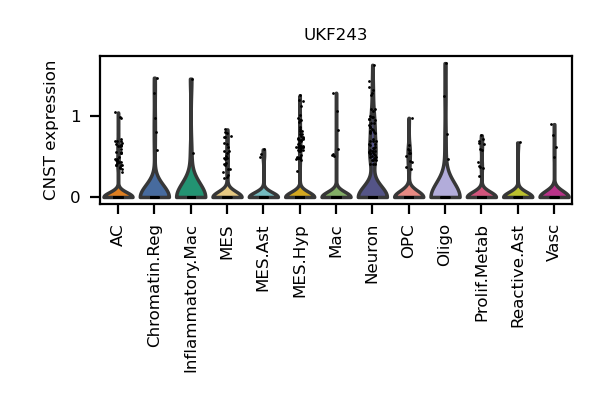 UKF243
CNST expression
1
0
AC
Chromatin.Reg
Inflammatory.Mac
MES
MES.Ast
MES.Hyp
Mac
Neuron
OPC
Oligo
Prolif.Metab
Reactive.Ast
Vasc